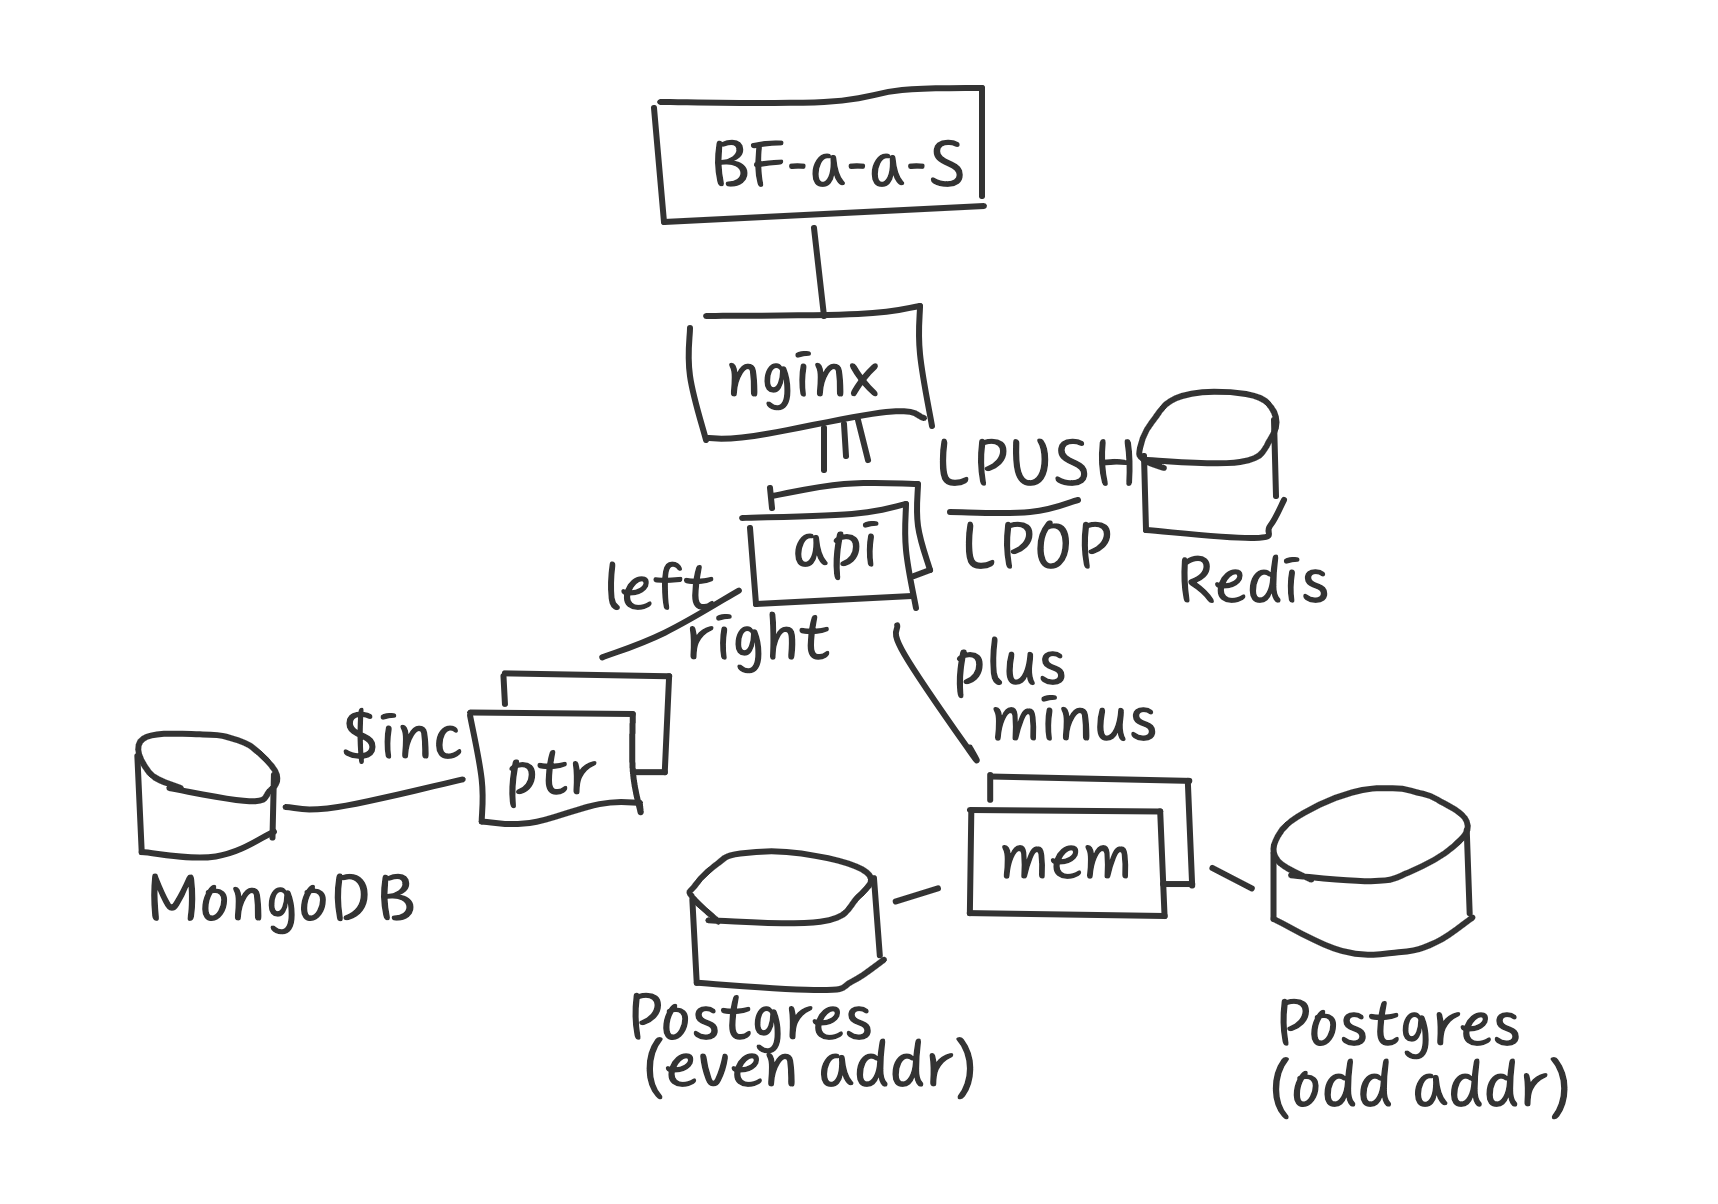 BF-a-a-S
nginx
LPUSH
LPOP
api
Redis
left
right
plus
minus
$inc
ptr
mem
MongoDB
Postgres
(even addr)
Postgres
(odd addr)